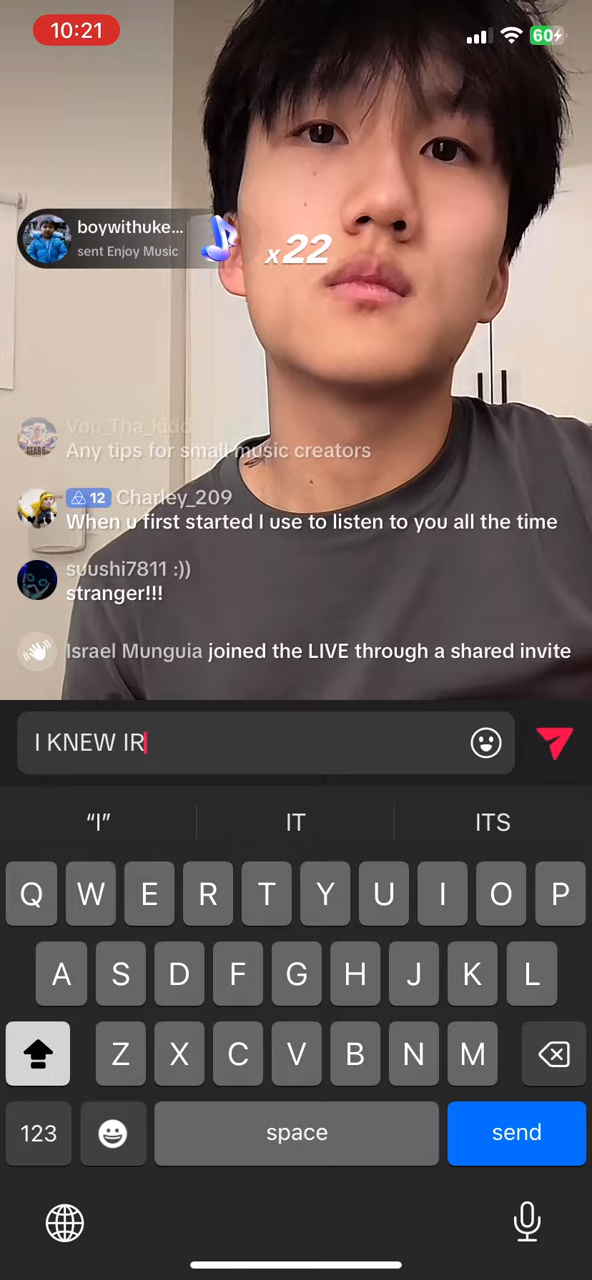 10:21
60
boywithuke...
sent Enjoy Music
x22
Vøn_Tha_kidd
Any tips for small music creators
12 Charley_209
When u first started I use to listen to you all the time
suushi7811 :))
stranger!!!
Israel Munguia joined the LIVE through a shared invite
I KNEW IR
“I” IT ITS
Q W E R T Y U I O P
A S D F G H J K L
Z X C V B N M
123 space send